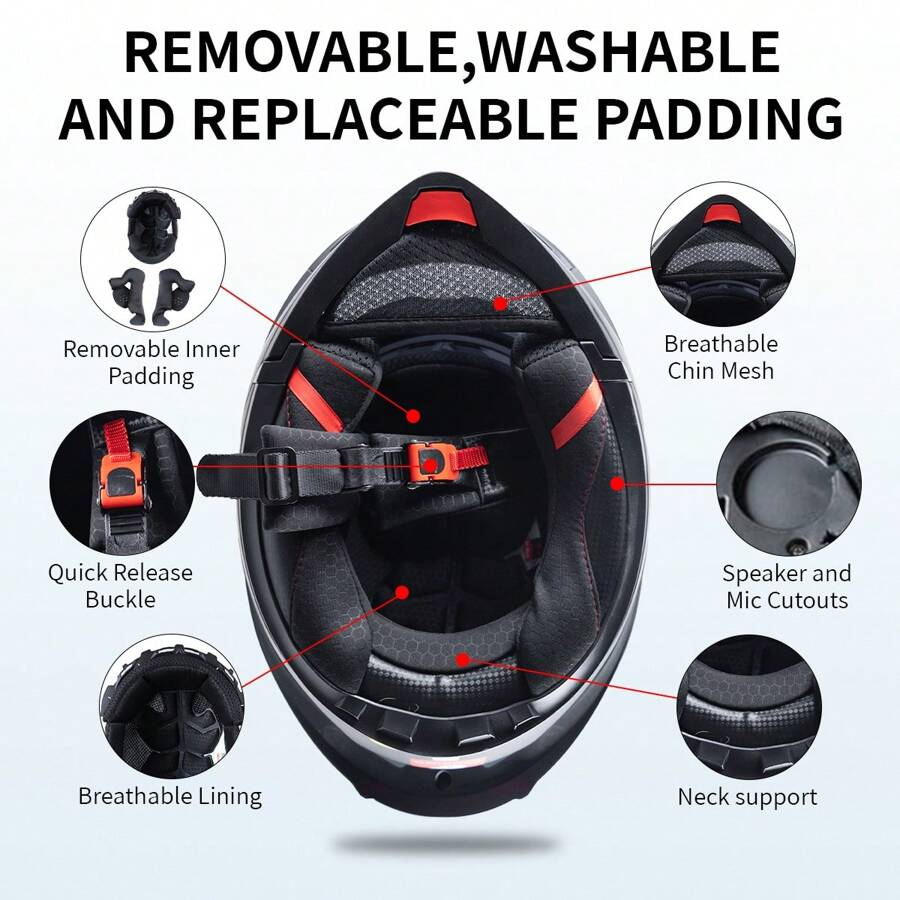 REMOVABLE,WASHABLE
AND REPLACEABLE PADDING
Removable Inner
Padding
Breathable
Chin Mesh
Quick Release
Buckle
Speaker and
Mic Cutouts
Breathable Lining
Neck support